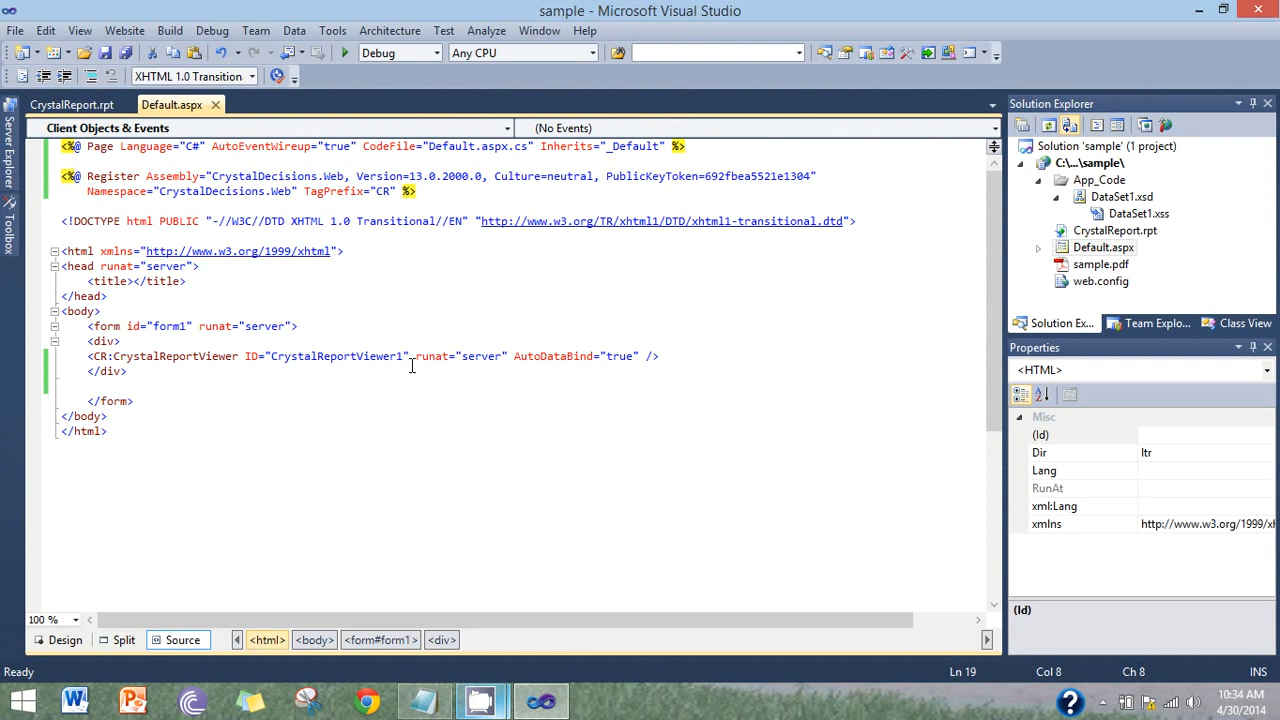 sample - Microsoft Visual Studio
File Edit View Website Build Debug Team Data Tools Architecture Test Analyze Window Help
Debug Any CPU
XHTML 1.0 Transition
CrystalReport.rpt Default.aspx
Client Objects & Events (No Events)
Server Explorer
Toolbox
<%@ Page Language="C#" AutoEventWireup="true" CodeFile="Default.aspx.cs" Inherits="_Default" %>
<%@ Register Assembly="CrystalDecisions.Web, Version=13.0.2000.0, Culture=neutral, PublicKeyToken=692fbea5521e1304"
Namespace="CrystalDecisions.Web" TagPrefix="CR" %>
<!DOCTYPE html PUBLIC "-//W3C//DTD XHTML 1.0 Transitional//EN" "http://www.w3.org/TR/xhtml1/DTD/xhtml1-transitional.dtd">
<html xmlns="http://www.w3.org/1999/xhtml">
<head runat="server">
<title></title>
</head>
<body>
<form id="form1" runat="server">
<div>
<CR:CrystalReportViewer ID="CrystalReportViewer1" runat="server" AutoDataBind="true" />
</div>
</form>
</body>
</html>
100 %
Design Split Source <html> <body> <form#form1> <div>
Solution Explorer
Solution 'sample' (1 project)
C:\...\sample\
App_Code
DataSet1.xsd
DataSet1.xss
CrystalReport.rpt
Default.aspx
sample.pdf
web.config
Solution Ex... Team Explo... Class View
Properties
<HTML>
Misc
(Id)
Dir ltr
Lang
RunAt
xml:Lang
xmlns http://www.w3.org/1999/xh
(Id)
Ready Ln 19 Col 8 Ch 8 INS
10:34 AM
4/30/2014